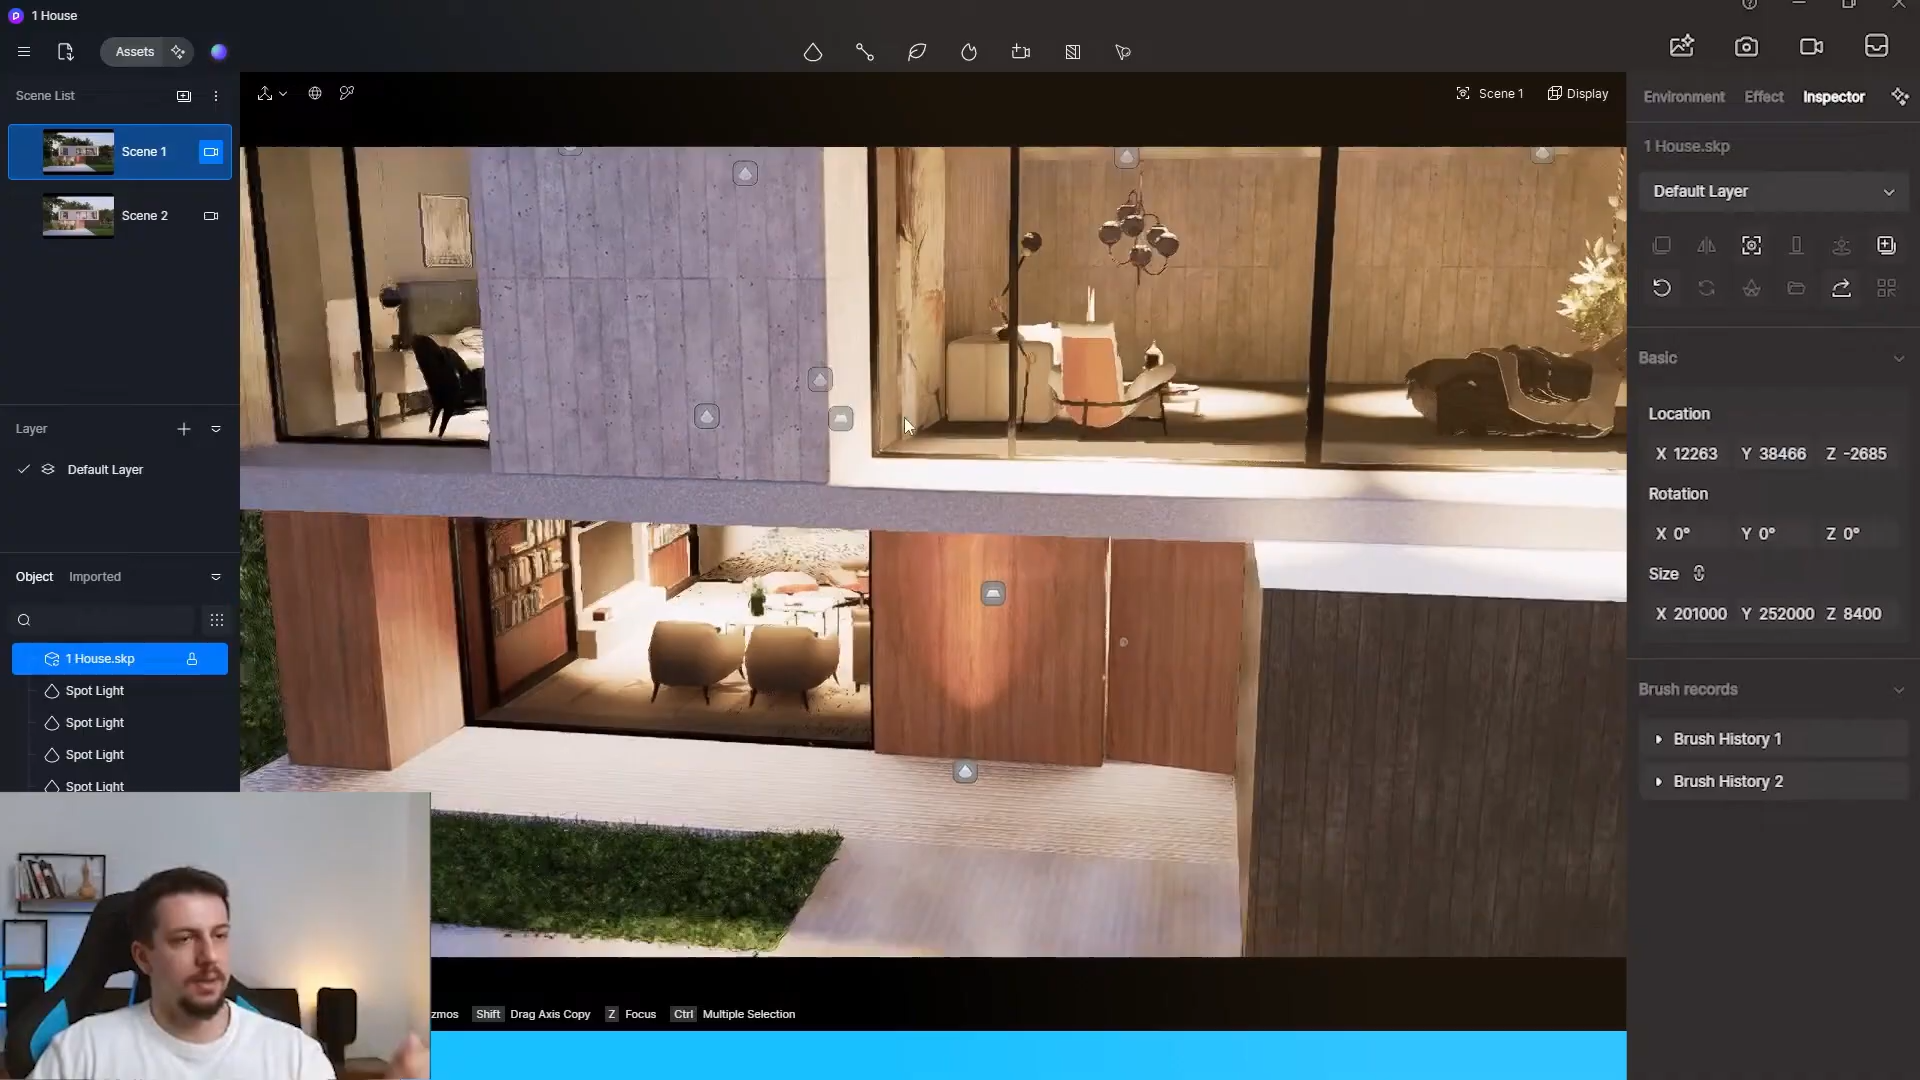 1 House
Assets
Scene List
Scene 1
Scene 2
Layer
Default Layer
Object Imported
1 House.skp
Spot Light
Spot Light
Spot Light
Spot Light
Scene 1 Display
zmos Shift Drag Axis Copy Z Focus Ctrl Multiple Selection
Environment Effect Inspector
1 House.skp
Default Layer
Basic
Location
X 12263 Y 38466 Z -2685
Rotation
X 0° Y 0° Z 0°
Size
X 201000 Y 252000 Z 8400
Brush records
Brush History 1
Brush History 2